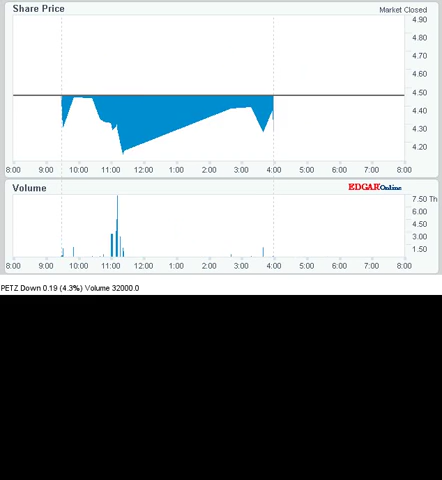 Share Price Market Closed
4.90
4.80
4.70
4.60
4.50
4.40
4.30
4.20
8:00 9:30 10:00 11:00 12:00 1:00 2:00 3:00 4:00 5:00 6:00 7:00 8:00
Volume EDGAROnline
7.50 Th
6.00
4.50
3.00
1.50
8:00 9:30 10:00 11:00 12:00 1:00 2:00 3:00 4:00 5:00 6:00 7:00 8:00
PETZ Down 0.19 (4.3%) Volume 32000.0